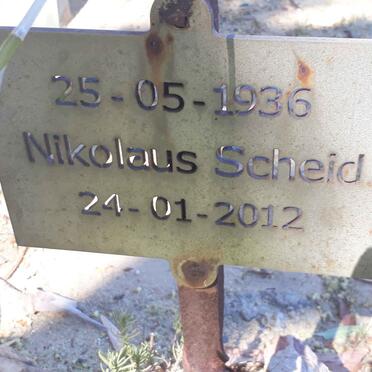 25-05-1936
Nikolaus Scheid
24-01-2012